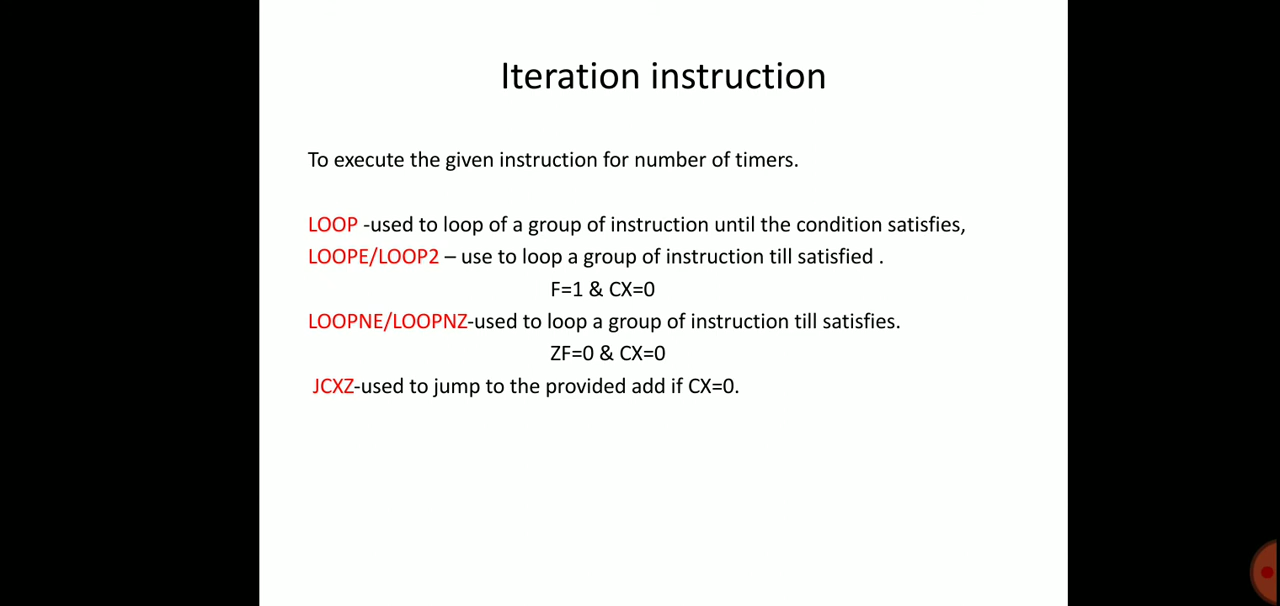 Iteration instruction
To execute the given instruction for number of timers.
LOOP -used to loop of a group of instruction until the condition satisfies,
LOOPE/LOOP2 – use to loop a group of instruction till satisfied .
F=1 & CX=0
LOOPNE/LOOPNZ-used to loop a group of instruction till satisfies.
ZF=0 & CX=0
JCXZ-used to jump to the provided add if CX=0.